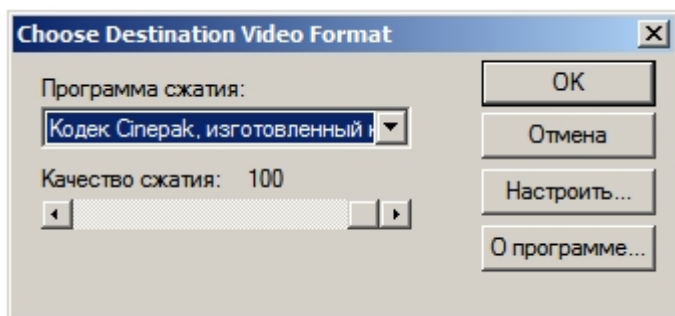 Choose Destination Video Format
Программа сжатия:
Кодек Cinepak, изготовленный
Качество сжатия: 100
OK
Отмена
Настроить...
О программе...